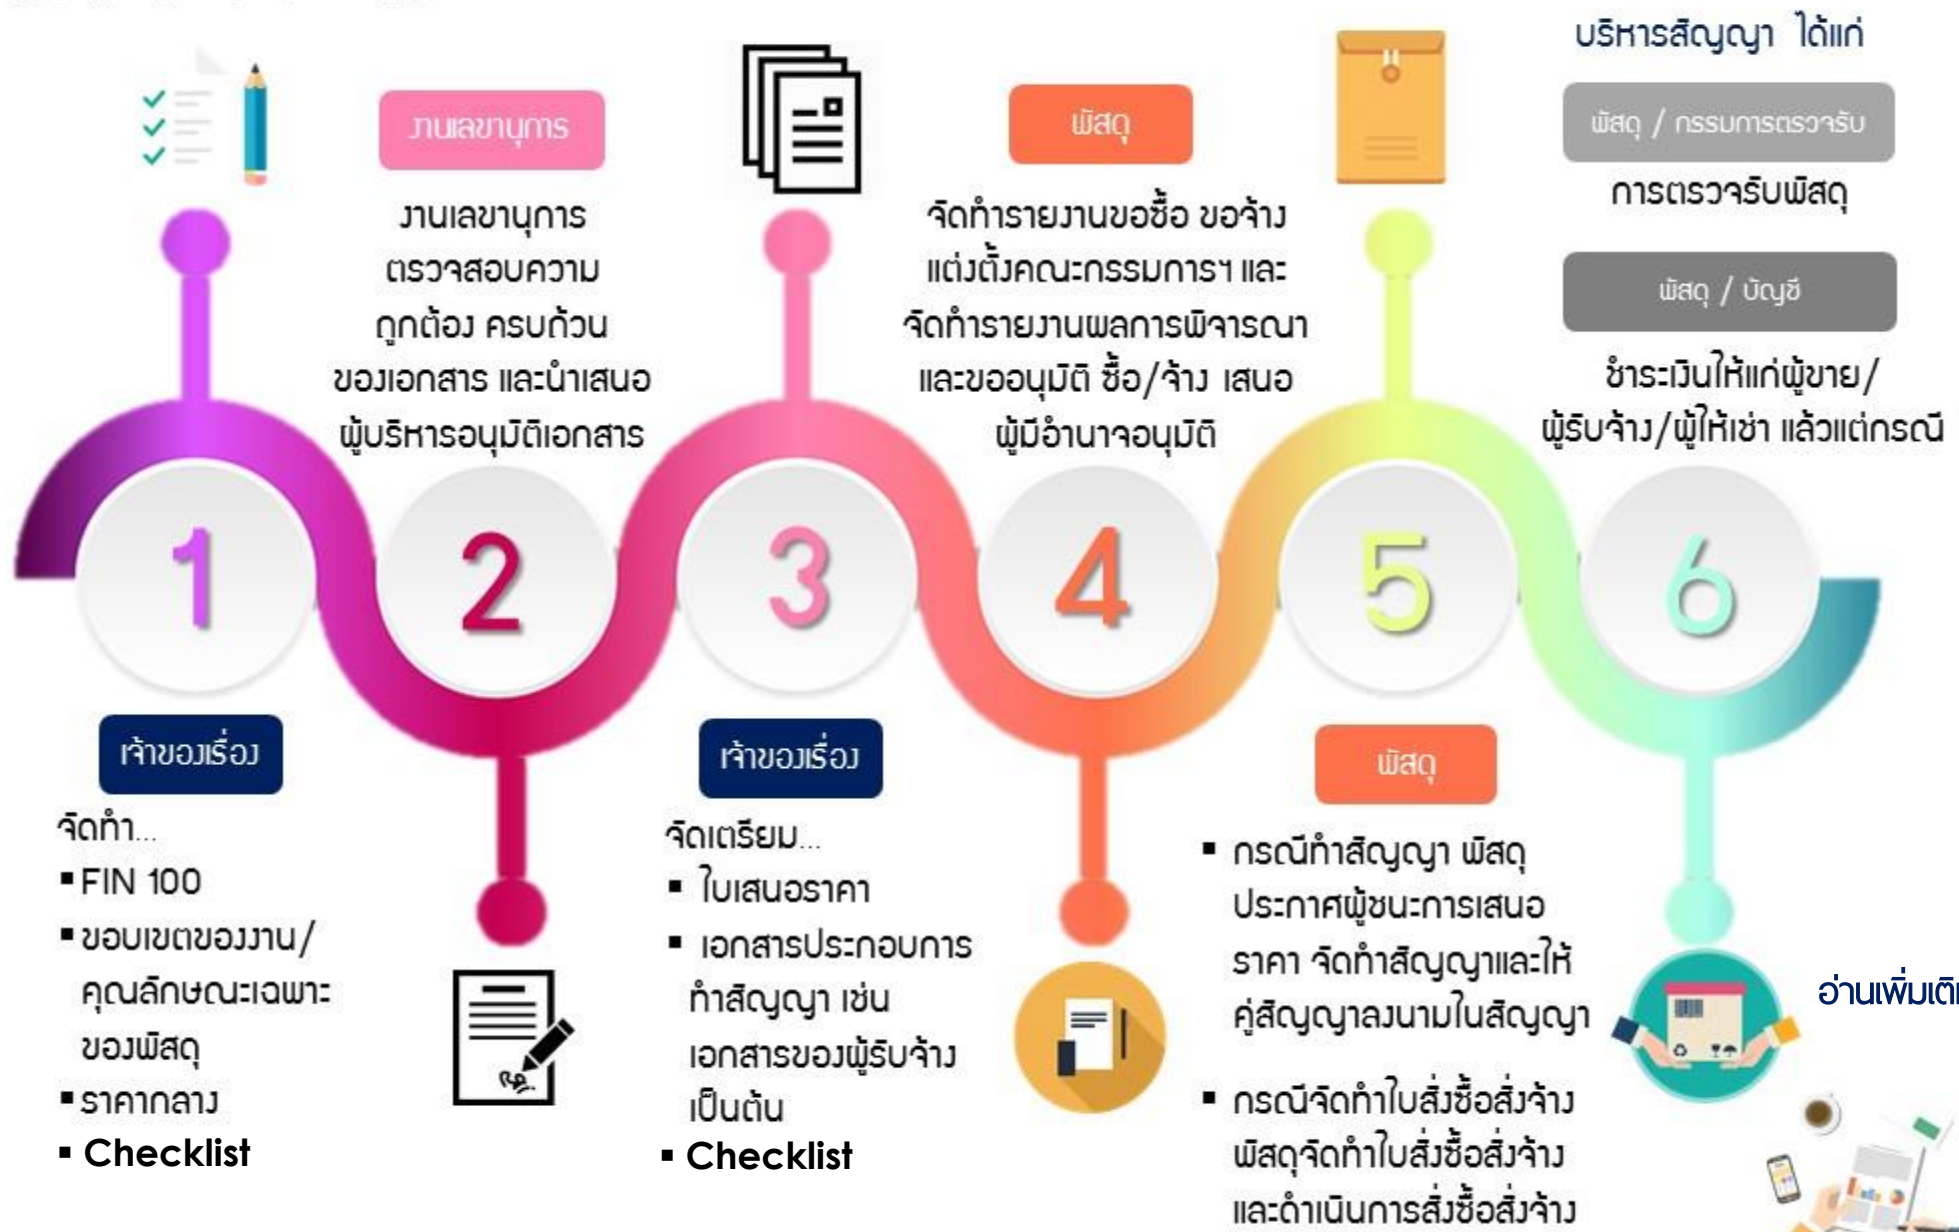 1
เจ้าของเรื่อง
จัดทำ...
▪FIN 100
▪ขอบเขตของงาน/
คุณลักษณะเฉพาะ
ของพัสดุ
▪ราคากลาง
▪ Checklist
งานเลขานุการ
งานเลขานุการ
ตรวจสอบความ
ถูกต้อง ครบถ้วน
ของเอกสาร และนำเสนอ
ผู้บริหารอนุมัติเอกสาร
2
3
เจ้าของเรื่อง
จัดเตรียม...
▪ ใบเสนอราคา
▪ เอกสารประกอบการ
ทำสัญญา เช่น
เอกสารของผู้รับจ้าง
เป็นต้น
▪ Checklist
พัสดุ
จัดทำรายงานขอซื้อ ขอจ้าง
แต่งตั้งคณะกรรมการฯ และ
จัดทำรายงานผลการพิจารณา
และขออนุมัติ ซื้อ/จ้าง เสนอ
ผู้มีอำนาจอนุมัติ
4
5
พัสดุ
▪ กรณีทำสัญญา พัสดุ
ประกาศผู้ชนะการเสนอ
ราคา จัดทำสัญญาและให้
คู่สัญญาลงนามในสัญญา
▪ กรณีจัดทำใบสั่งซื้อสั่งจ้าง
พัสดุจัดทำใบสั่งซื้อสั่งจ้าง
และดำเนินการสั่งซื้อสั่งจ้าง
บริหารสัญญา ได้แก่
พัสดุ / กรรมการตรวจรับ
การตรวจรับพัสดุ
พัสดุ / บัญชี
ชำระเงินให้แก่ผู้ขาย/
ผู้รับจ้าง/ผู้ให้เช่า แล้วแต่กรณี
6